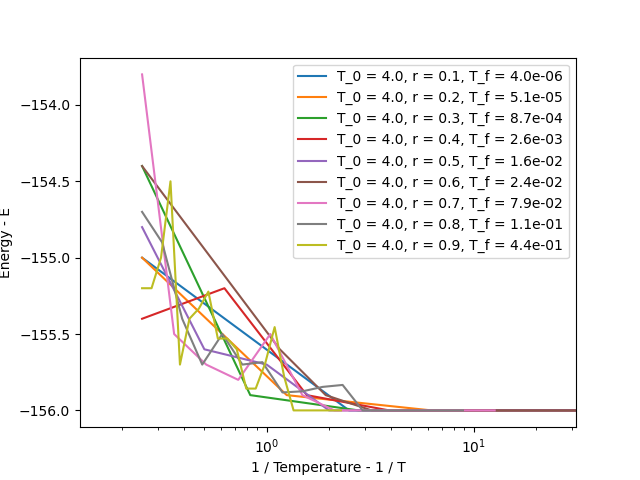 T_0 = 4.0, r = 0.1, T_f = 4.0e-06
T_0 = 4.0, r = 0.2, T_f = 5.1e-05
T_0 = 4.0, r = 0.3, T_f = 8.7e-04
T_0 = 4.0, r = 0.4, T_f = 2.6e-03
T_0 = 4.0, r = 0.5, T_f = 1.6e-02
T_0 = 4.0, r = 0.6, T_f = 2.4e-02
T_0 = 4.0, r = 0.7, T_f = 7.9e-02
T_0 = 4.0, r = 0.8, T_f = 1.1e-01
T_0 = 4.0, r = 0.9, T_f = 4.4e-01
−154.0
−154.5
−155.0
−155.5
−156.0
Energy - E
10⁰
10¹
1 / Temperature - 1 / T